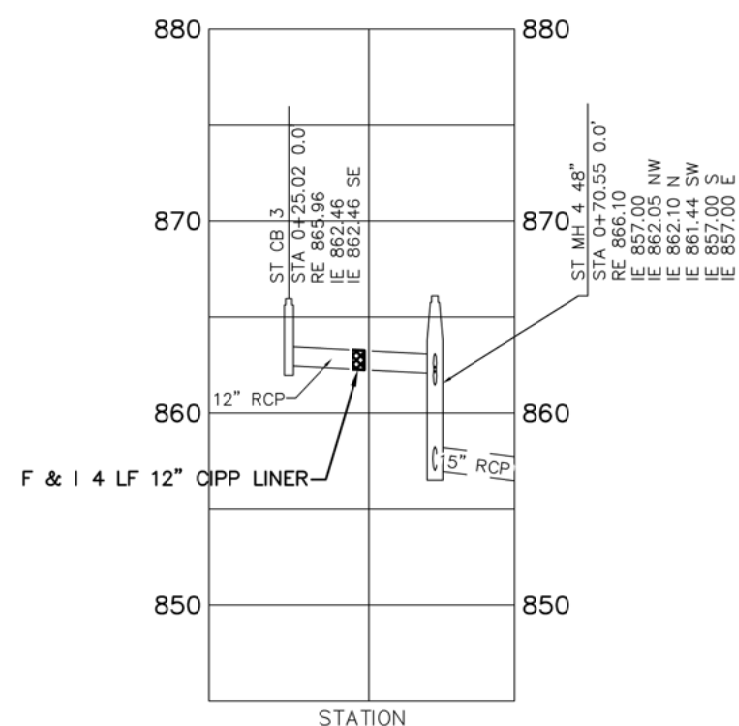 880
880
ST CB 3
STA 0+25.02 0.0'
RE 865.96
IE 862.46
IE 862.46 SE
ST MH 4 48"
STA 0+70.55 0.0'
RE 866.10
IE 857.00
IE 862.05 NW
IE 862.10 N
IE 861.44 SW
IE 857.00 S
IE 857.00 E
870
870
12" RCP
860
860
F & I 4 LF 12" CIPP LINER
15" RCP
850
850
STATION